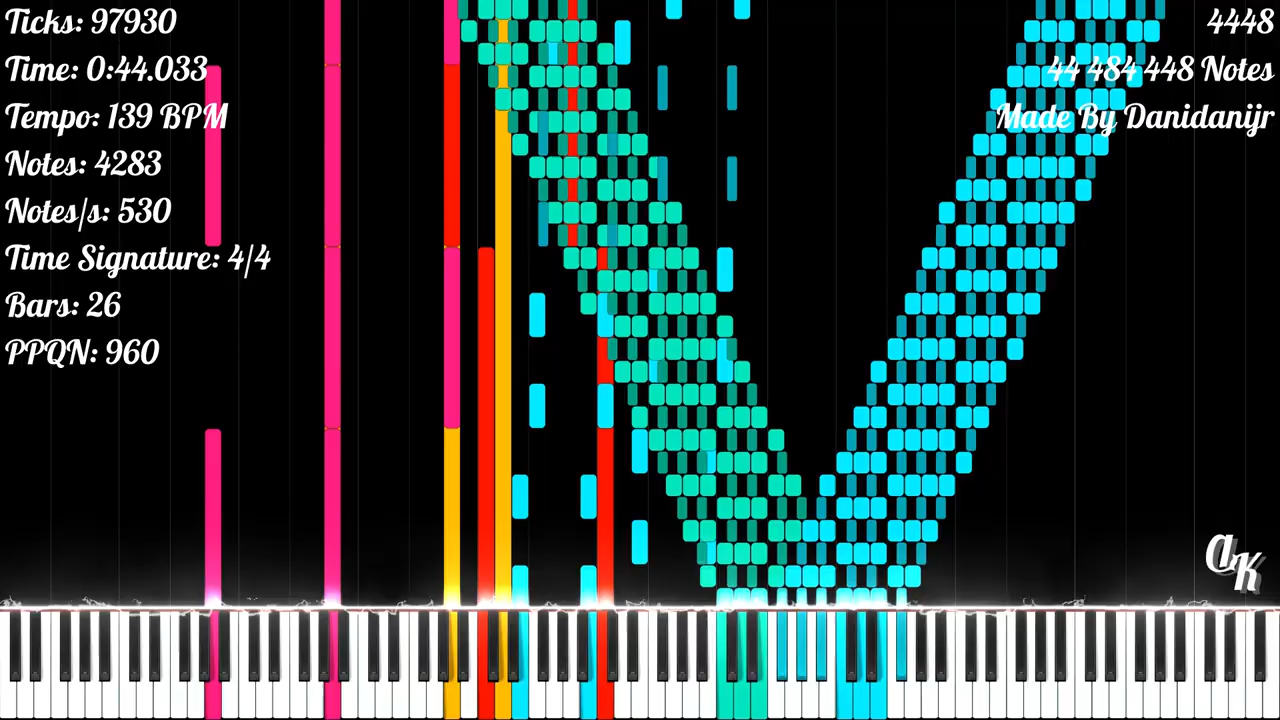 Ticks: 97930
Time: 0:44.033
Tempo: 139 BPM
Notes: 4283
Notes/s: 530
Time Signature: 4/4
Bars: 26
PPQN: 960
4448
44 484 448 Notes
Made By Danidanijr
aK